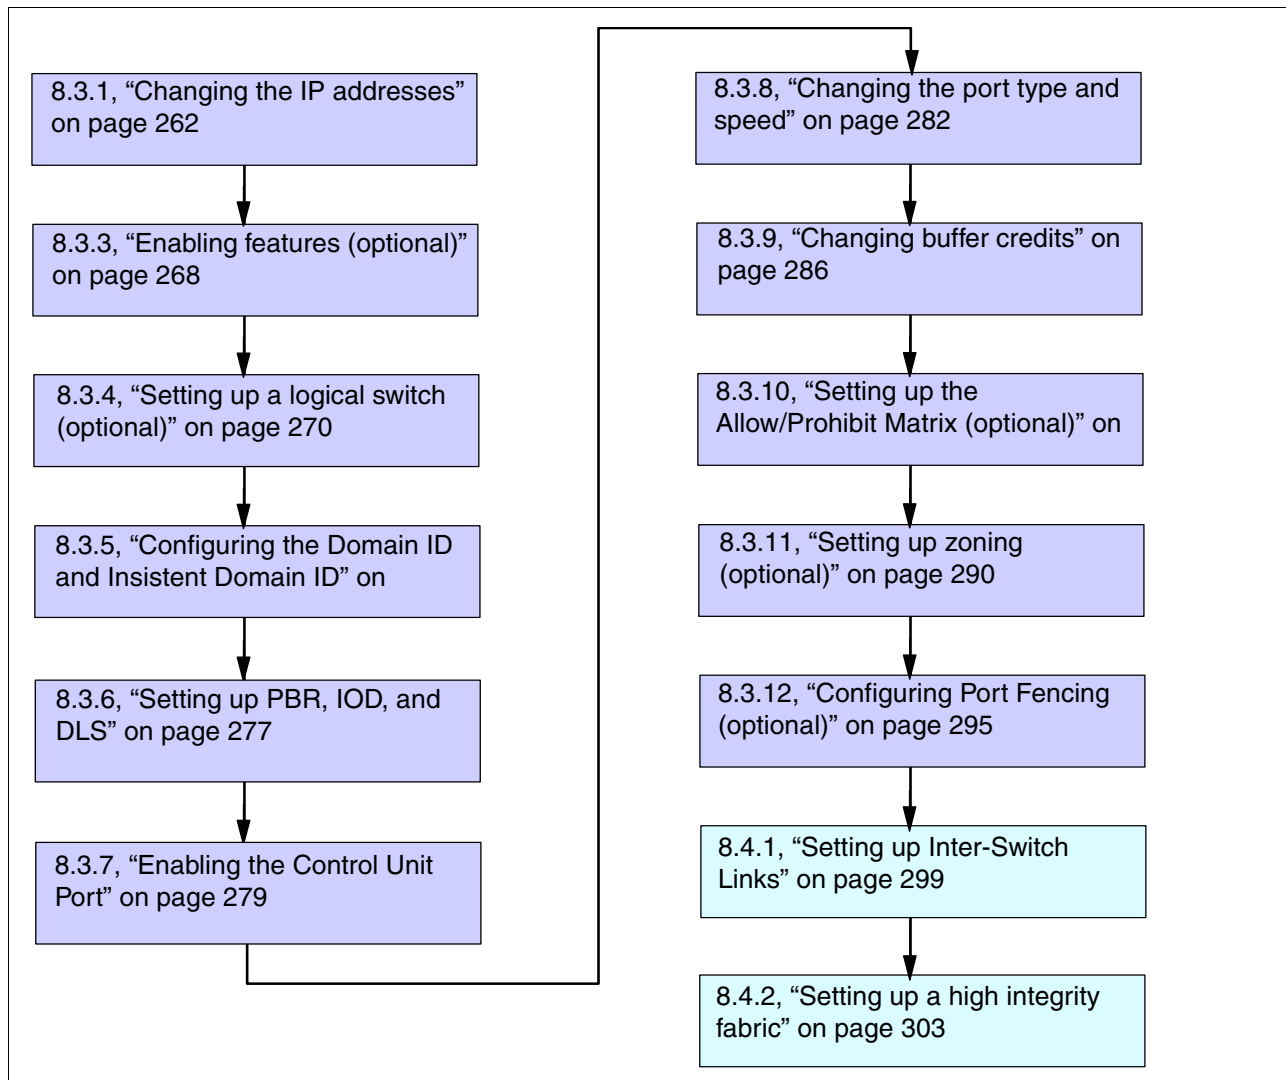 8.3.1, “Changing the IP addresses”
on page 262
8.3.3, “Enabling features (optional)”
on page 268
8.3.4, “Setting up a logical switch
(optional)” on page 270
8.3.5, “Configuring the Domain ID
and Insistent Domain ID” on
8.3.6, “Setting up PBR, IOD, and
DLS” on page 277
8.3.7, “Enabling the Control Unit
Port” on page 279
8.3.8, “Changing the port type and
speed” on page 282
8.3.9, “Changing buffer credits” on
page 286
8.3.10, “Setting up the
Allow/Prohibit Matrix (optional)” on
8.3.11, “Setting up zoning
(optional)” on page 290
8.3.12, “Configuring Port Fencing
(optional)” on page 295
8.4.1, “Setting up Inter-Switch
Links” on page 299
8.4.2, “Setting up a high integrity
fabric” on page 303